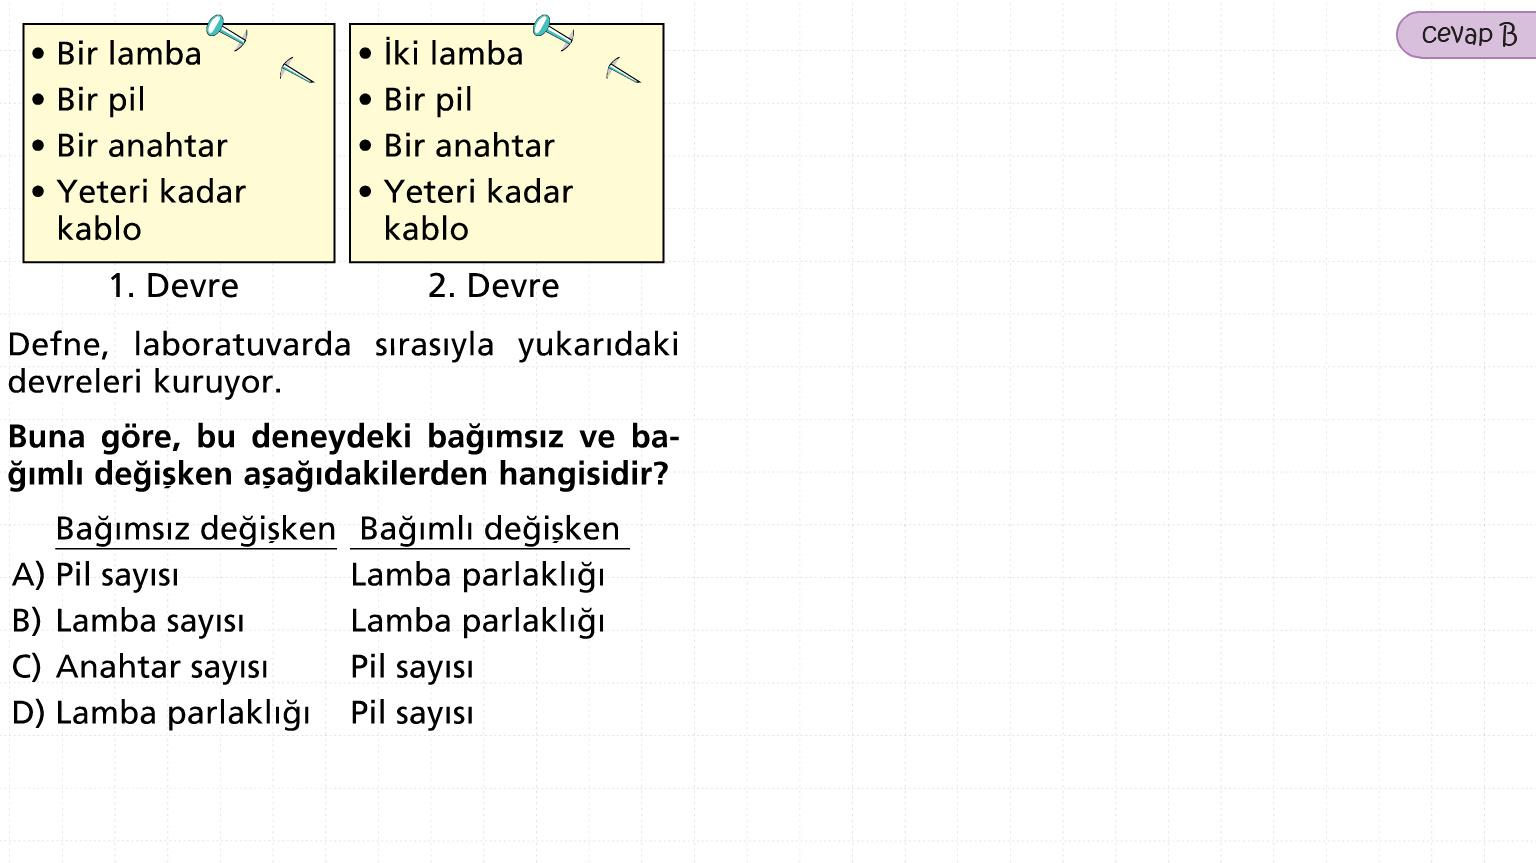 • Bir lamba
• Bir pil
• Bir anahtar
• Yeteri kadar
kablo
1. Devre
• İki lamba
• Bir pil
• Bir anahtar
• Yeteri kadar
kablo
2. Devre
cevap B
Defne, laboratuvarda sırasıyla yukarıdaki
devreleri kuruyor.
Buna göre, bu deneydeki bağımsız ve ba-
ğımlı değişken aşağıdakilerden hangisidir?
Bağımsız değişken Bağımlı değişken
A) Pil sayısı Lamba parlaklığı
B) Lamba sayısı Lamba parlaklığı
C) Anahtar sayısı Pil sayısı
D) Lamba parlaklığı Pil sayısı